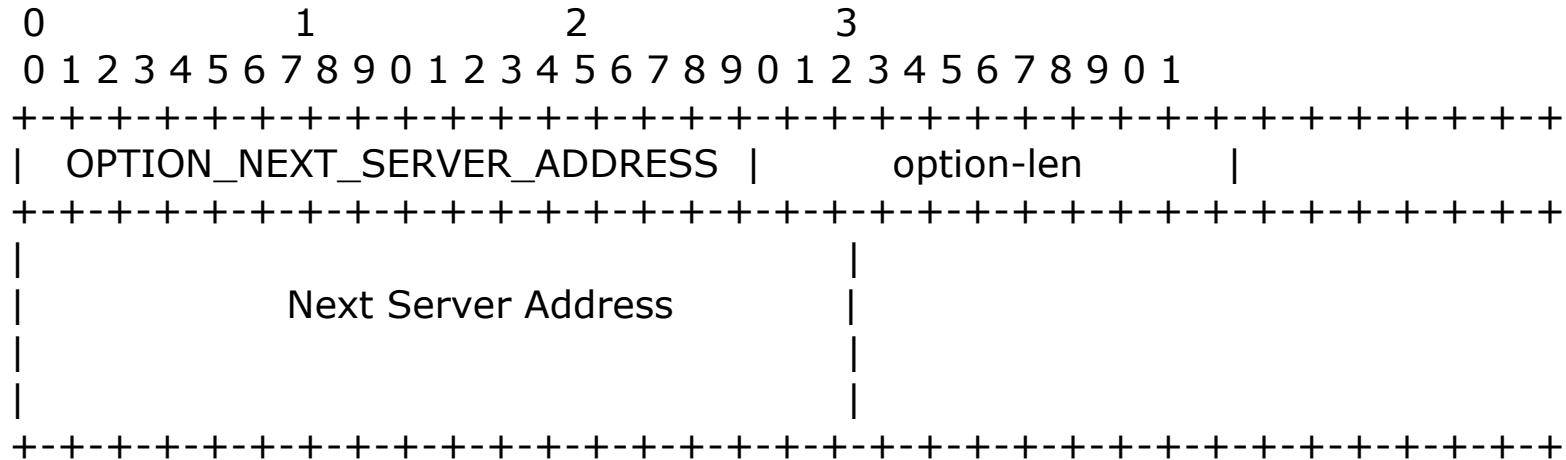 0                   1                   2                   3
0 1 2 3 4 5 6 7 8 9 0 1 2 3 4 5 6 7 8 9 0 1 2 3 4 5 6 7 8 9 0 1
+-+-+-+-+-+-+-+-+-+-+-+-+-+-+-+-+-+-+-+-+-+-+-+-+-+-+-+-+-+-+-+-+
|   OPTION_NEXT_SERVER_ADDRESS   |          option-len           |
+-+-+-+-+-+-+-+-+-+-+-+-+-+-+-+-+-+-+-+-+-+-+-+-+-+-+-+-+-+-+-+-+
|                                                               |
|                      Next Server Address                      |
|                                                               |
|                                                               |
+-+-+-+-+-+-+-+-+-+-+-+-+-+-+-+-+-+-+-+-+-+-+-+-+-+-+-+-+-+-+-+-+